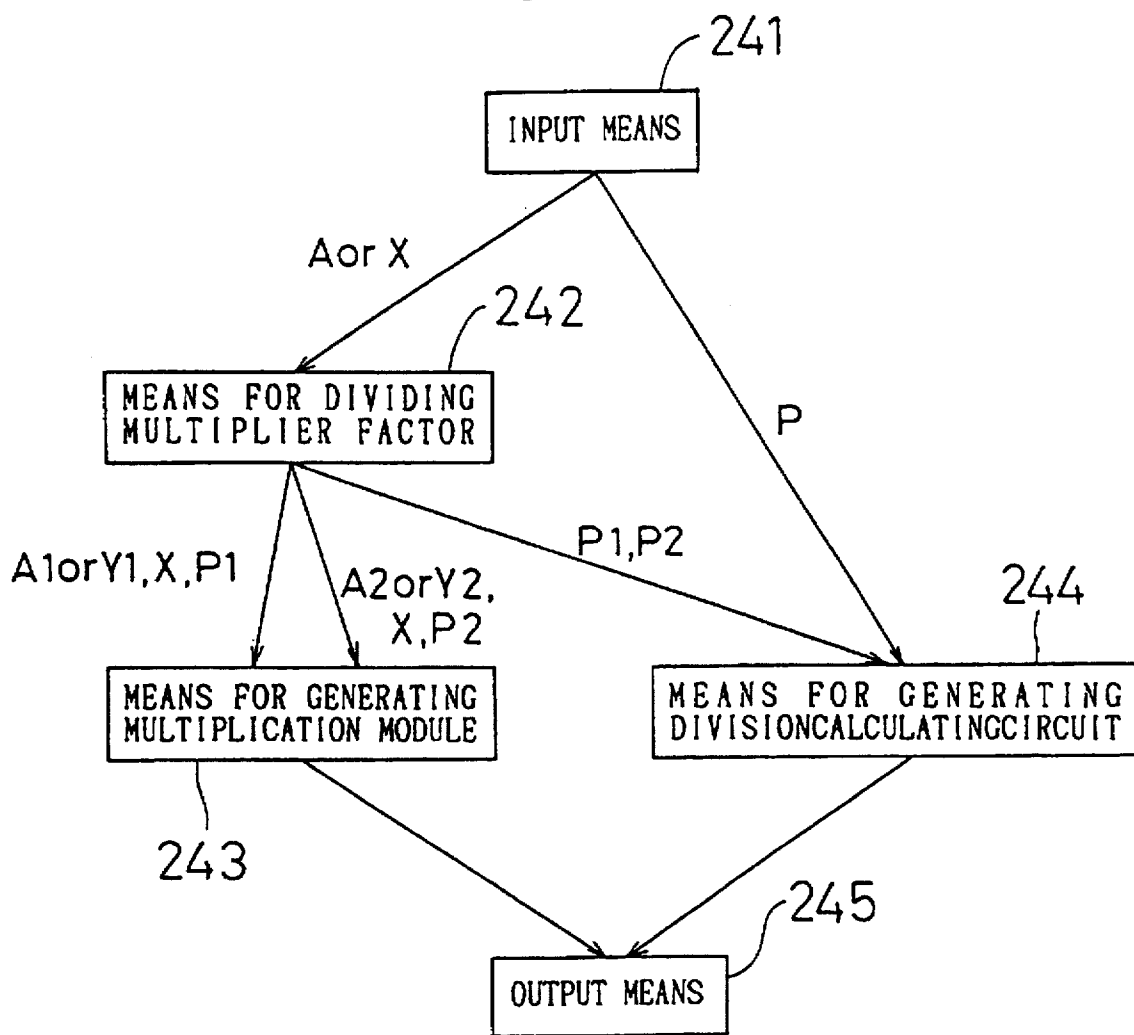 241
INPUT MEANS
AorX
242
MEANS FOR DIVIDING
MULTIPLIER FACTOR
P
A1orY1,X,P1
A2orY2,
X,P2
P1,P2
244
MEANS FOR GENERATING
MULTIPLICATION MODULE
MEANS FOR GENERATING
DIVISIONCALCULATINGCIRCUIT
243
245
OUTPUT MEANS